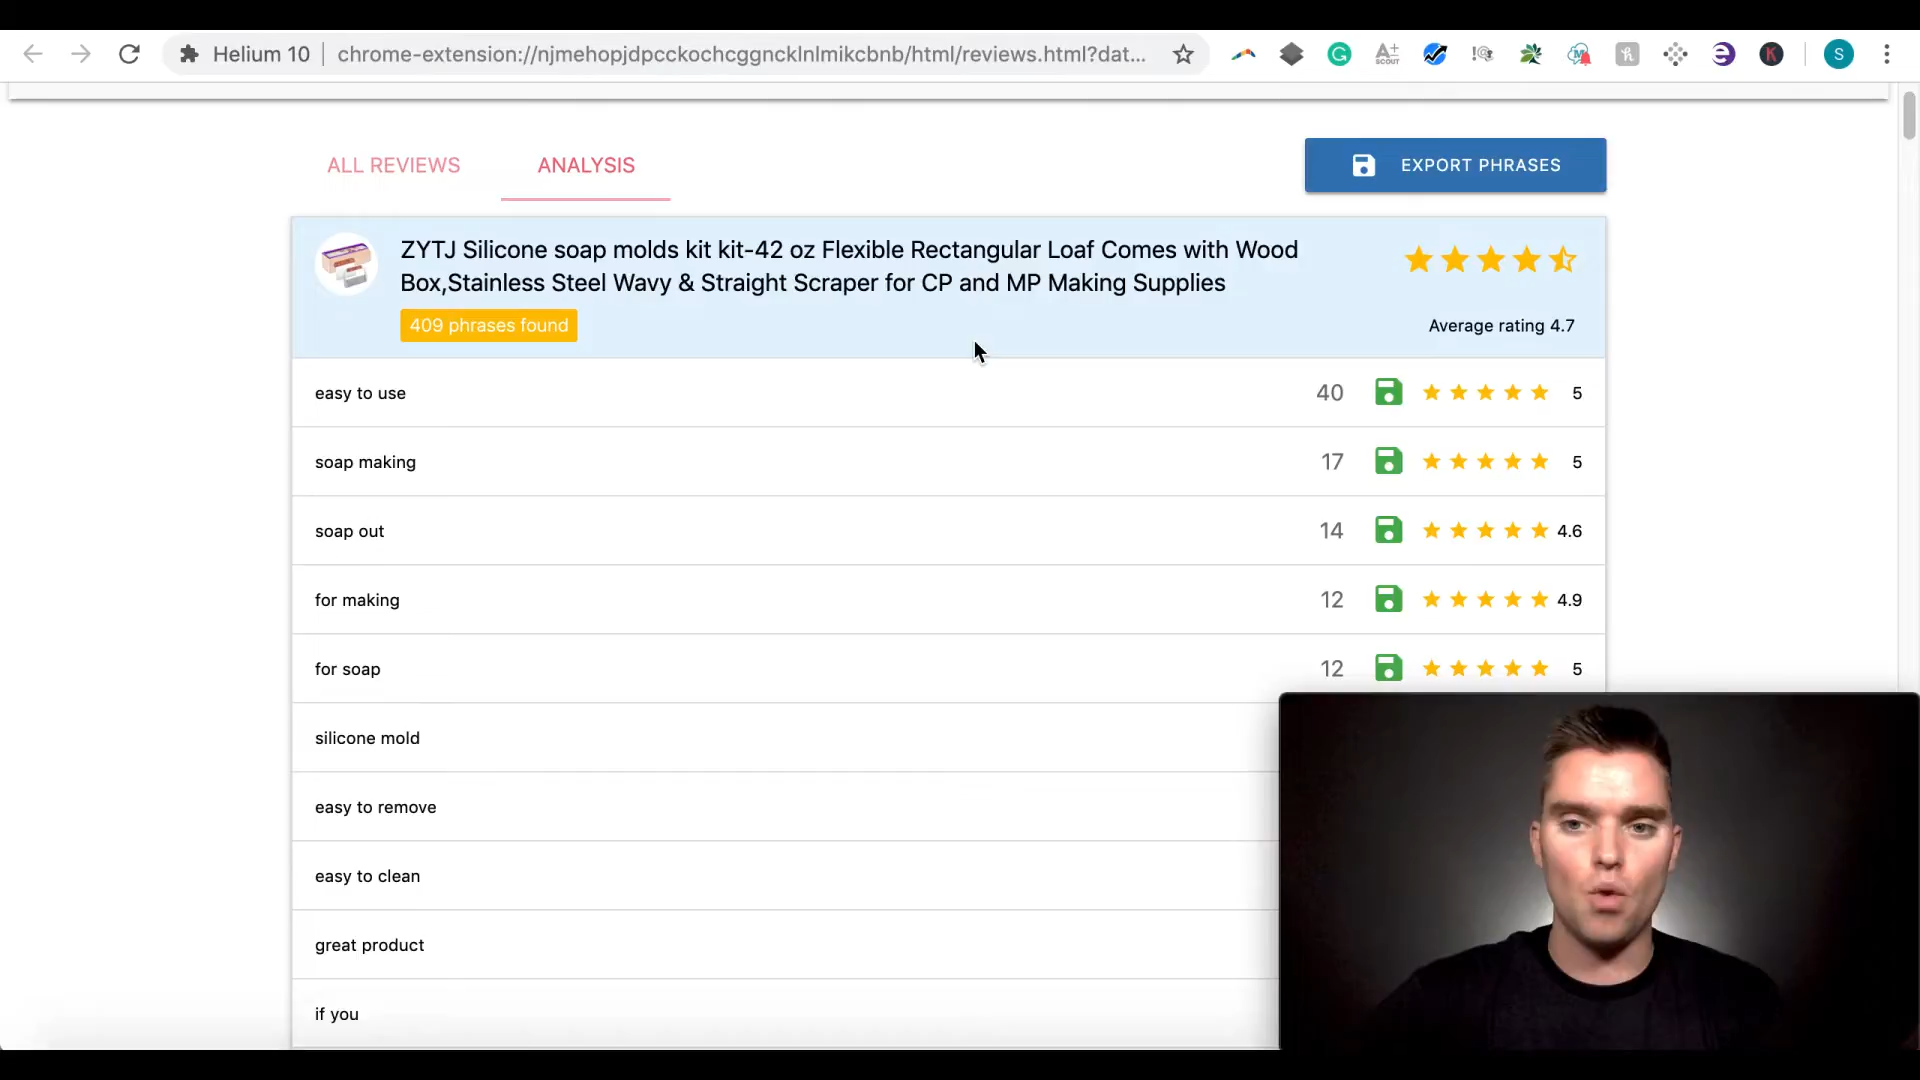 Helium 10
chrome-extension://njmehopjdpcckochcggncklnlmikcbnb/html/reviews.html?dat...
A+
SCOUT
S
ALL REVIEWS
ANALYSIS
EXPORT PHRASES
ZYTJ Silicone soap molds kit kit-42 oz Flexible Rectangular Loaf Comes with Wood
Box,Stainless Steel Wavy & Straight Scraper for CP and MP Making Supplies
409 phrases found
Average rating 4.7
easy to use 40 5
soap making 17 5
soap out 14 4.6
for making 12 4.9
for soap 12 5
silicone mold
easy to remove
easy to clean
great product
if you